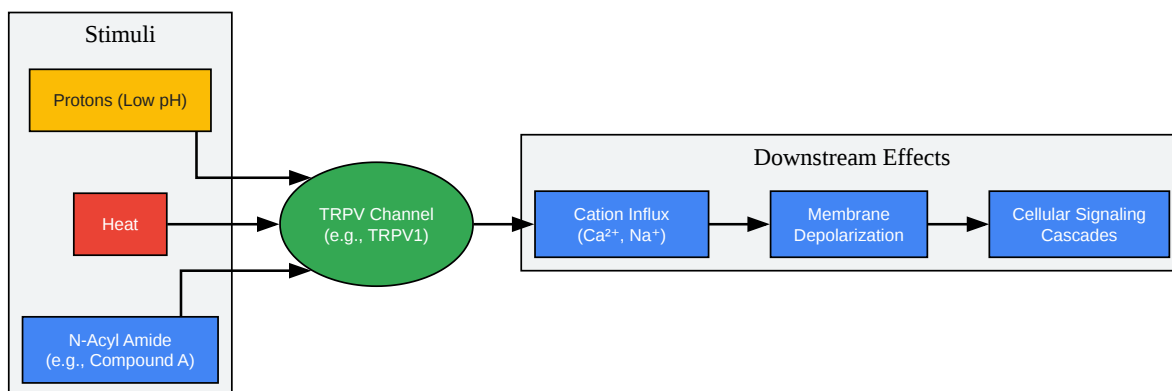 Stimuli
Protons (Low pH)
Heat
N-Acyl Amide
(e.g., Compound A)
TRPV Channel
(e.g., TRPV1)
Downstream Effects
Cation Influx
(Ca²⁺, Na⁺)
Membrane
Depolarization
Cellular Signaling
Cascades